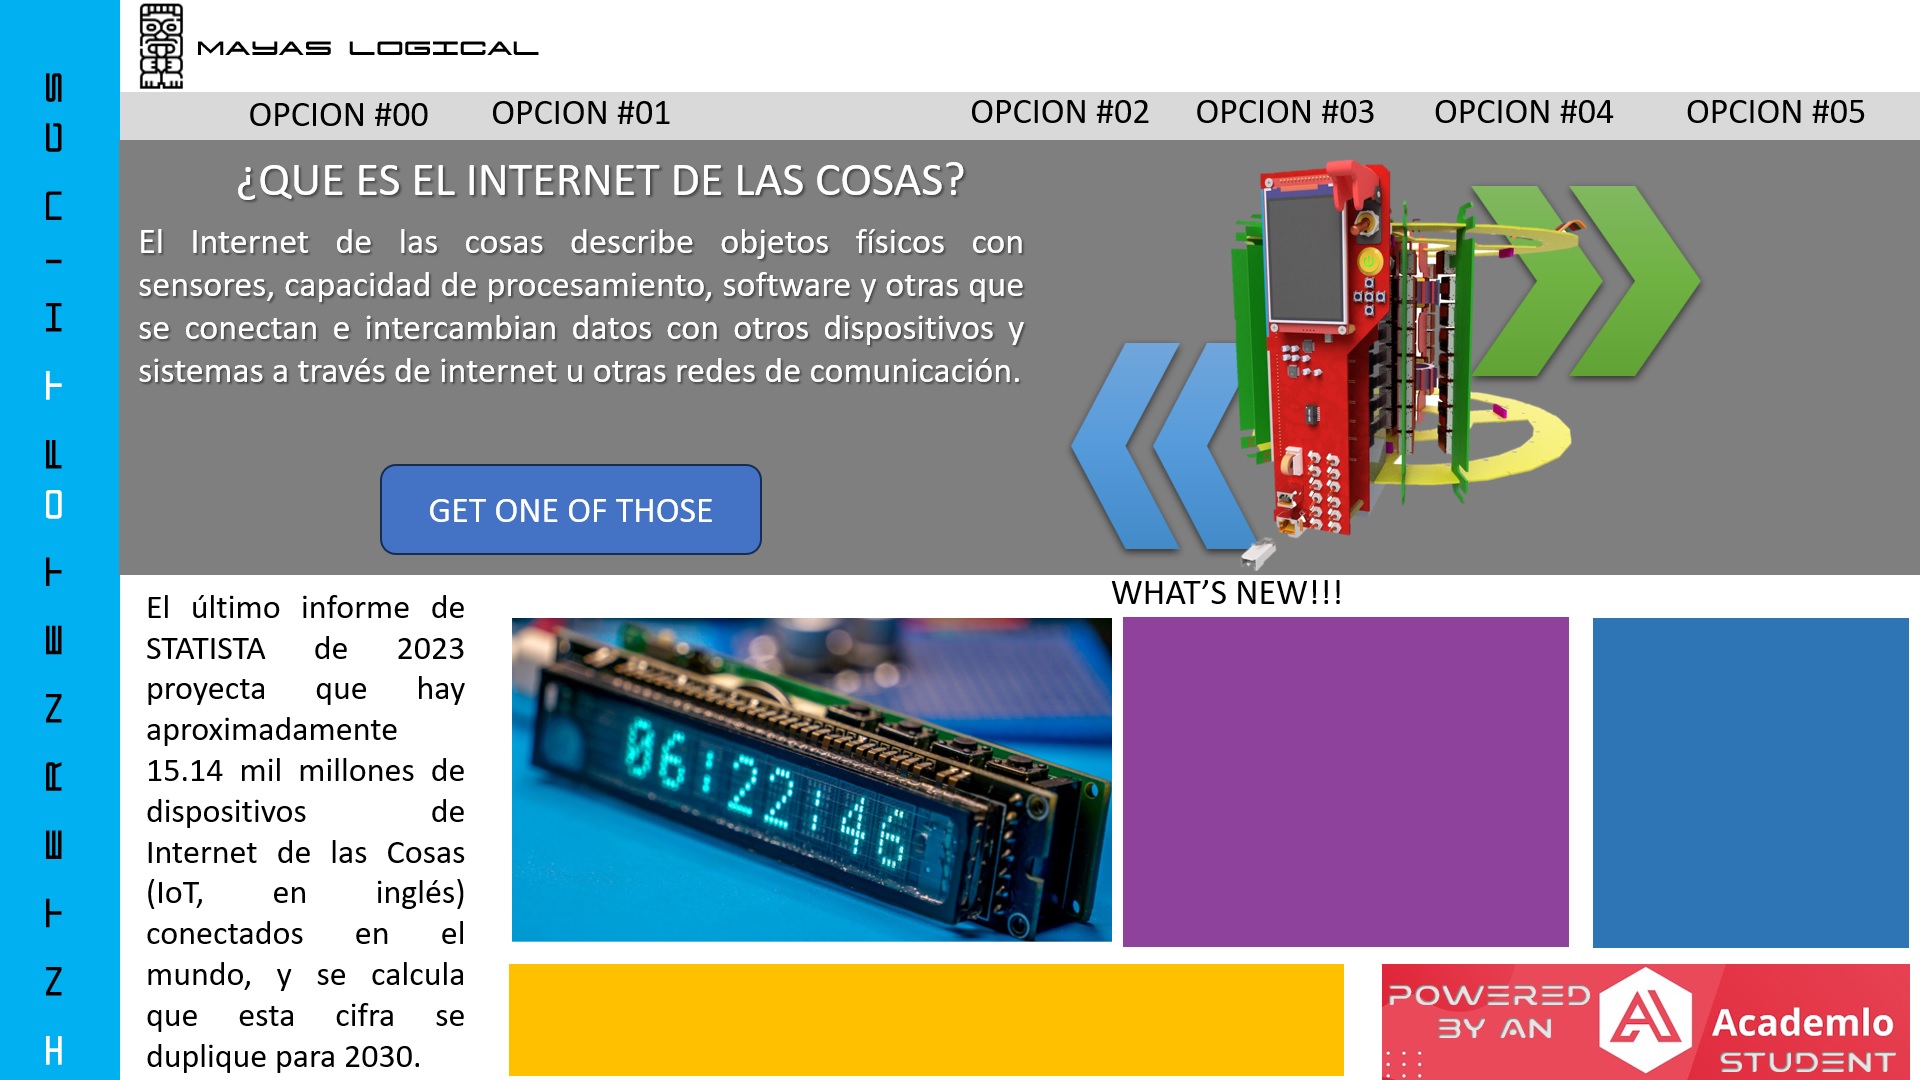 MAYAS LOGICAL
OPCION #00
OPCION #01
OPCION #02
OPCION #03
OPCION #04
OPCION #05
INTERNET OF THINGS
¿QUE ES EL INTERNET DE LAS COSAS?
El Internet de las cosas describe objetos físicos con
sensores, capacidad de procesamiento, software y otras que
se conectan e intercambian datos con otros dispositivos y
sistemas a través de internet u otras redes de comunicación.
GET ONE OF THOSE
El último informe de
STATISTA de 2023
proyecta que hay
aproximadamente
15.14 mil millones de
dispositivos de
Internet de las Cosas
(IoT, en inglés)
conectados en el
mundo, y se calcula
que esta cifra se
duplique para 2030.
WHAT’S NEW!!!
06:22:46
POWERED
BY AN
Academlo
STUDENT